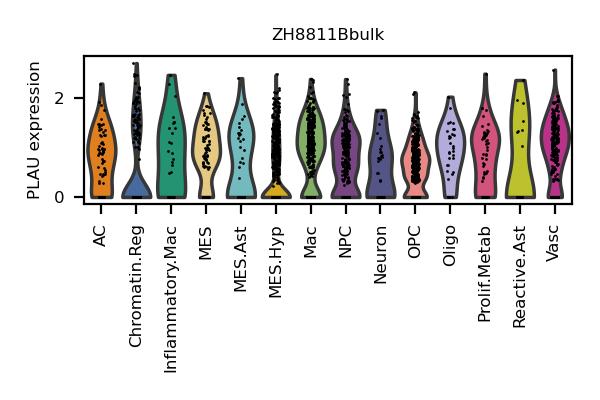 ZH8811Bbulk
PLAU expression
2
0
AC
Chromatin.Reg
Inflammatory.Mac
MES
MES.Ast
MES.Hyp
Mac
NPC
Neuron
OPC
Oligo
Prolif.Metab
Reactive.Ast
Vasc